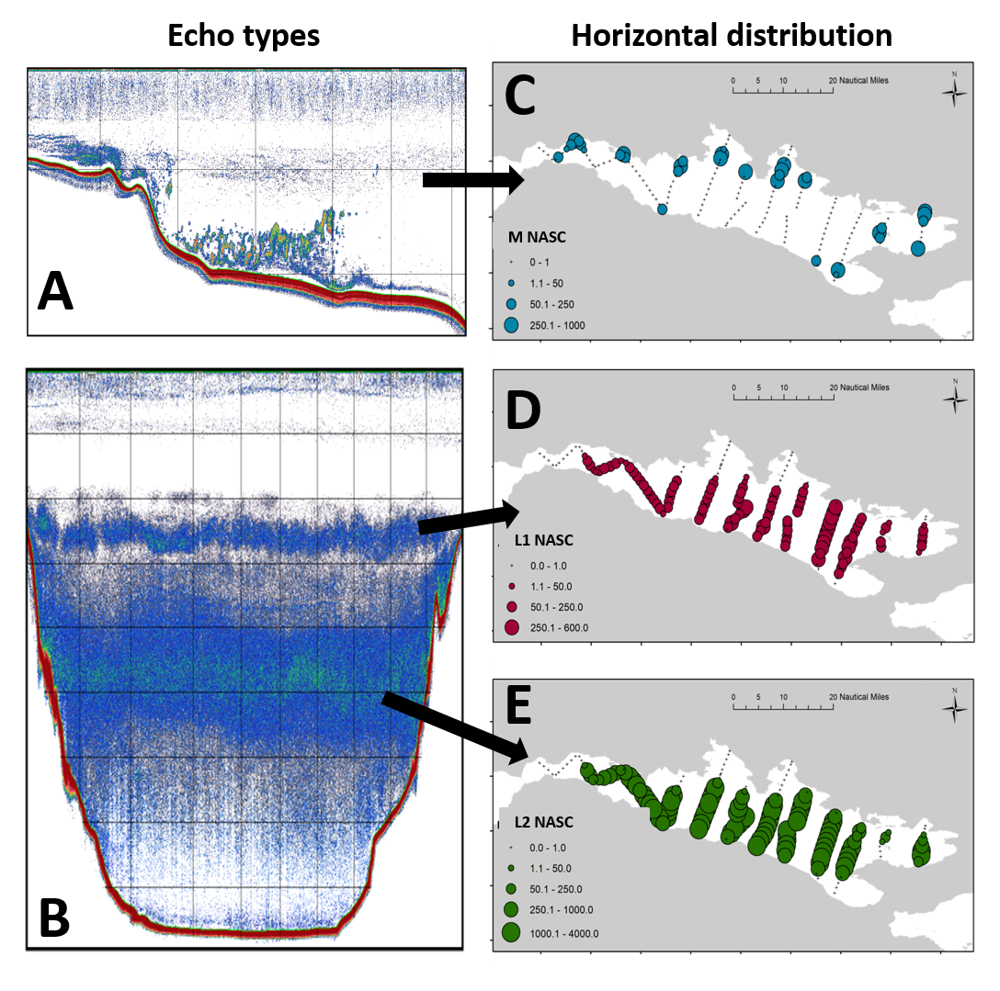 Echo types
Horizontal distribution
A
C
0 5 10 20 Nautical Miles
N
M NASC
0 - 1
1.1 - 50
50.1 - 250
250.1 - 1000
B
D
0 5 10 20 Nautical Miles
N
L1 NASC
0.0 - 1.0
1.1 - 50.0
50.1 - 250.0
250.1 - 600.0
E
0 5 10 20 Nautical Miles
N
L2 NASC
0.0 - 1.0
1.1 - 50.0
50.1 - 250.0
250.1 - 1000.0
1000.1 - 4000.0